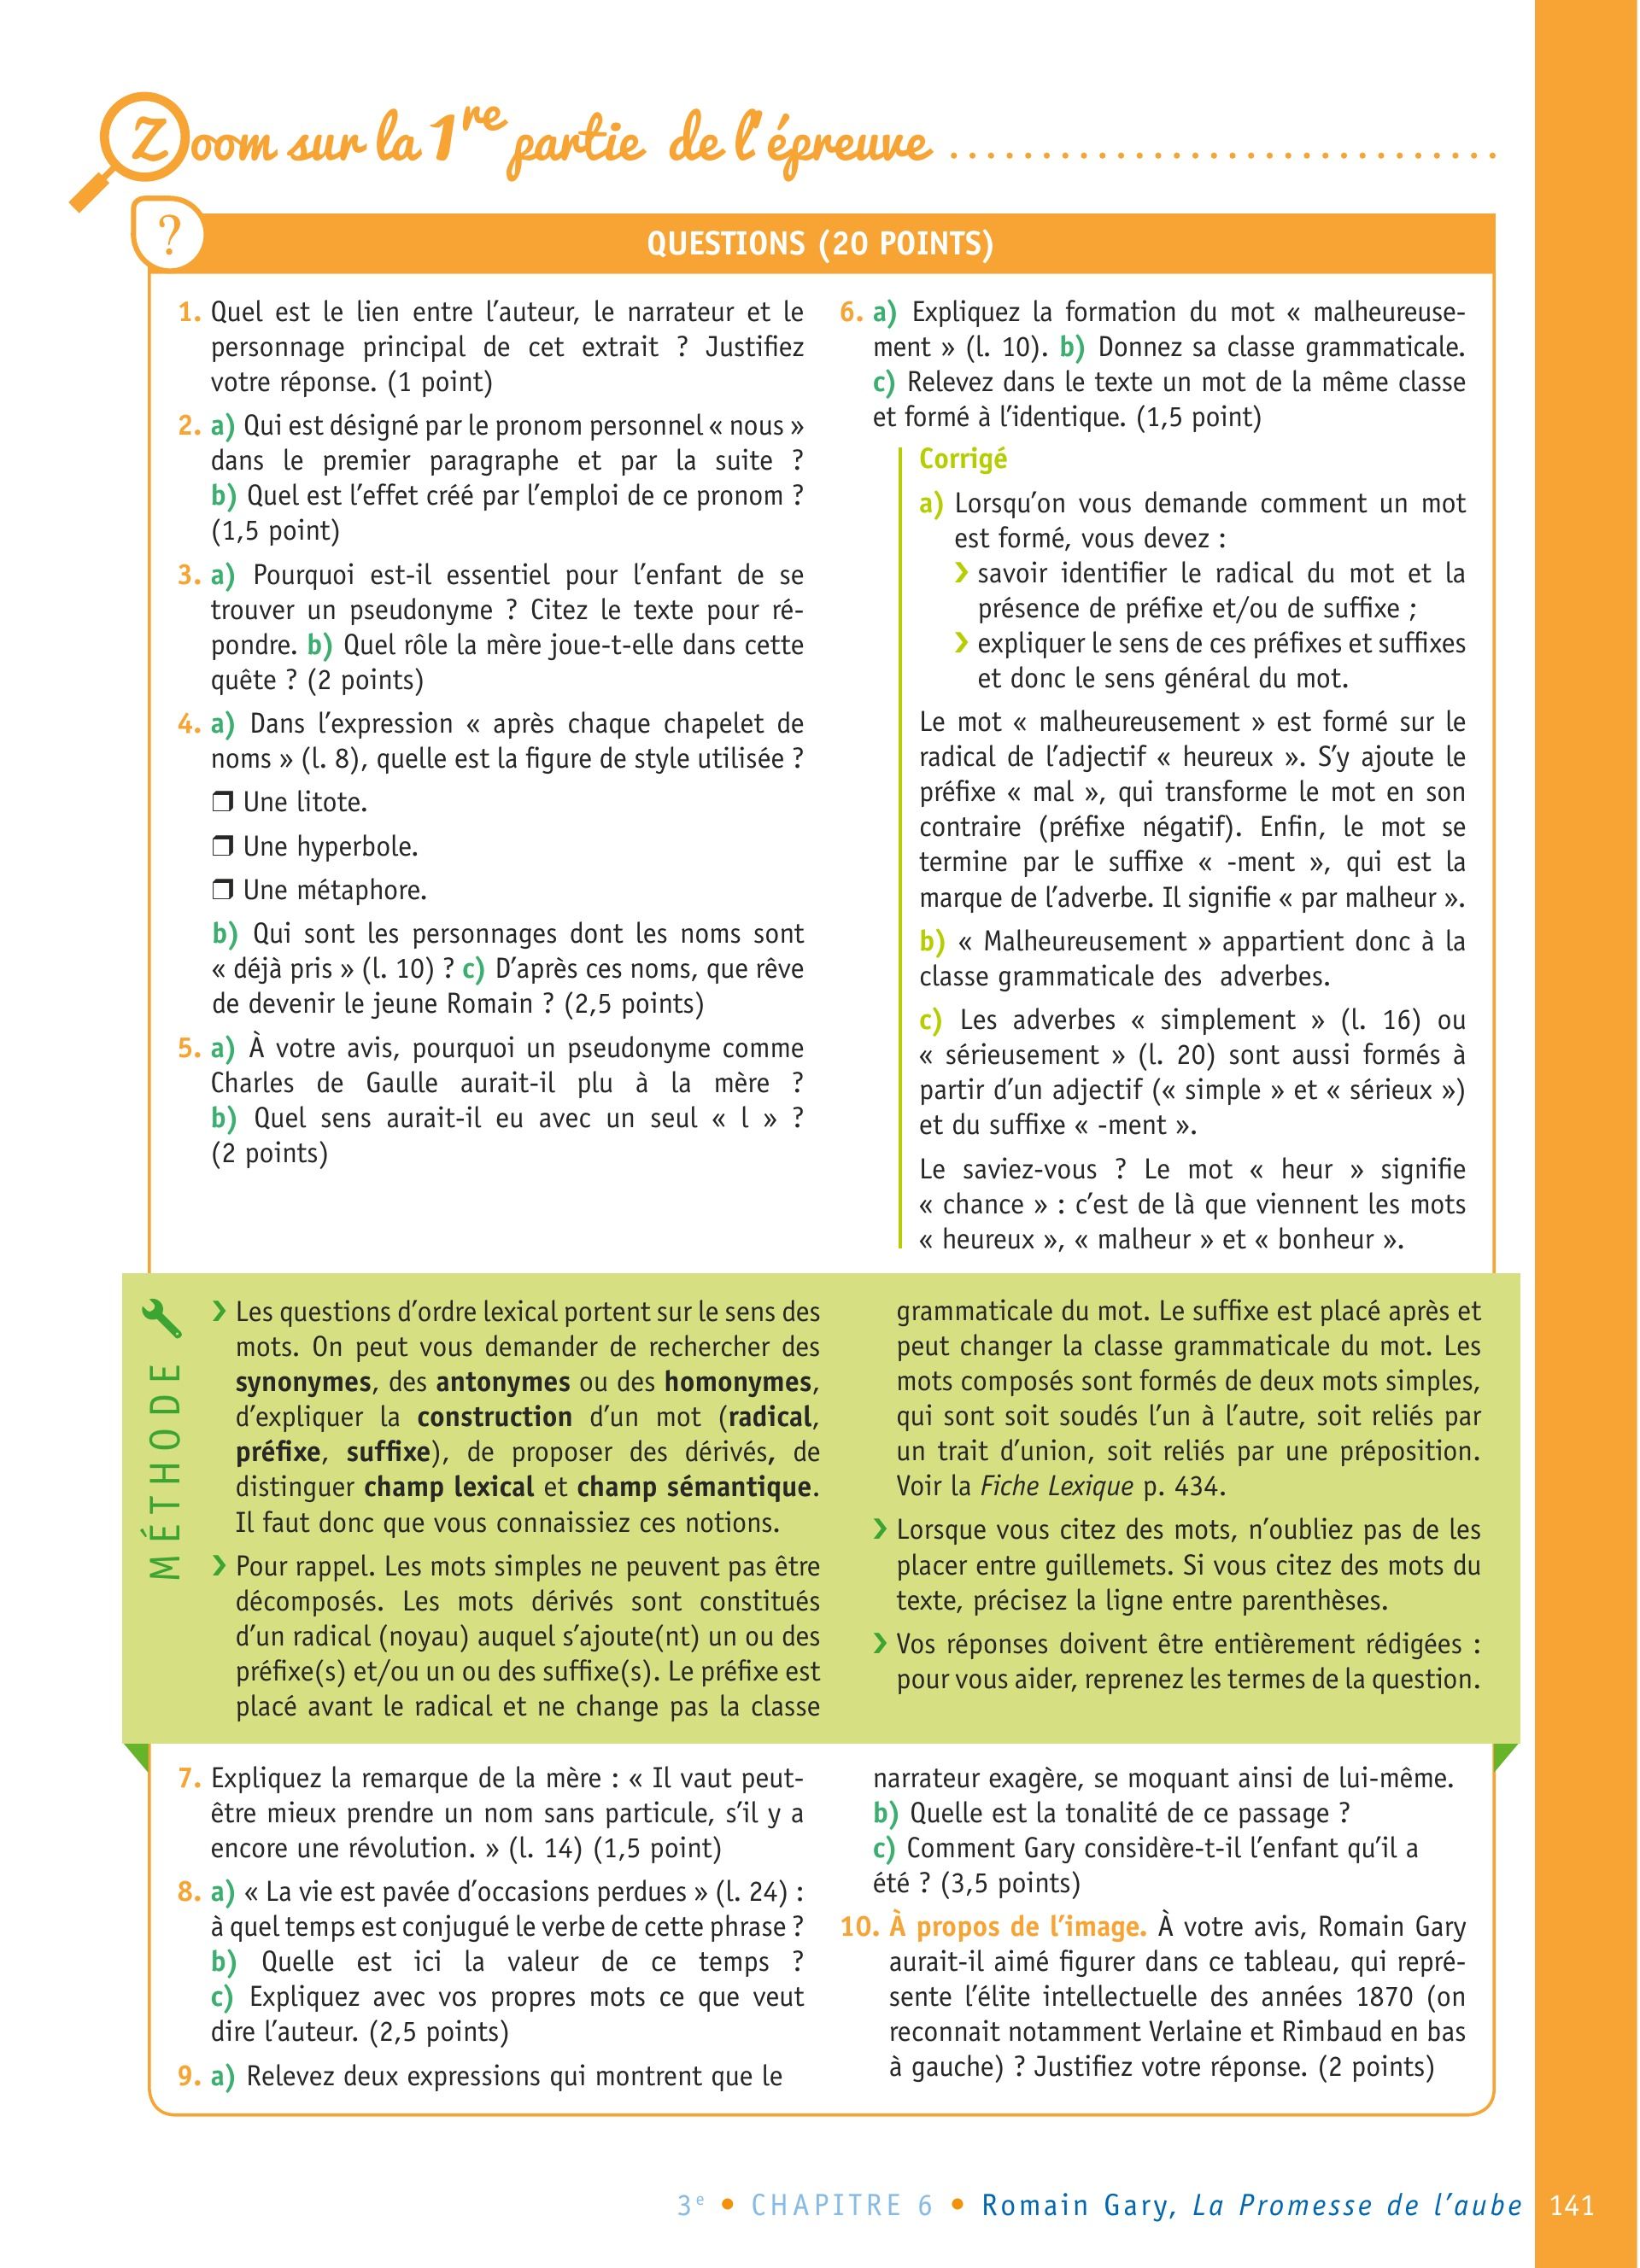 Zoom sur la 1re partie de l'épreuve
?
QUESTIONS (20 POINTS)
1. Quel est le lien entre l'auteur, le narrateur et le
personnage principal de cet extrait ? Justifiez
votre réponse. (1 point)
2. a) Qui est désigné par le pronom personnel « nous »
dans le premier paragraphe et par la suite ?
b) Quel est l'effet créé par l'emploi de ce pronom ?
(1,5 point)
3. a) Pourquoi est-il essentiel pour l'enfant de se
trouver un pseudonyme ? Citez le texte pour ré-
pondre. b) Quel rôle la mère joue-t-elle dans cette
quête ? (2 points)
4. a) Dans l'expression « après chaque chapelet de
noms » (l. 8), quelle est la figure de style utilisée ?
❒ Une litote.
❒ Une hyperbole.
❒ Une métaphore.
b) Qui sont les personnages dont les noms sont
« déjà pris » (l. 10) ? c) D'après ces noms, que rêve
de devenir le jeune Romain ? (2,5 points)
5. a) À votre avis, pourquoi un pseudonyme comme
Charles de Gaulle aurait-il plu à la mère ?
b) Quel sens aurait-il eu avec un seul « l » ?
(2 points)
6. a) Expliquez la formation du mot « malheureuse-
ment » (l. 10). b) Donnez sa classe grammaticale.
c) Relevez dans le texte un mot de la même classe
et formé à l'identique. (1,5 point)
Corrigé
a) Lorsqu'on vous demande comment un mot
est formé, vous devez :
› savoir identifier le radical du mot et la
présence de préfixe et/ou de suffixe ;
› expliquer le sens de ces préfixes et suffixes
et donc le sens général du mot.
Le mot « malheureusement » est formé sur le
radical de l'adjectif « heureux ». S'y ajoute le
préfixe « mal », qui transforme le mot en son
contraire (préfixe négatif). Enfin, le mot se
termine par le suffixe « -ment », qui est la
marque de l'adverbe. Il signifie « par malheur ».
b) « Malheureusement » appartient donc à la
classe grammaticale des adverbes.
c) Les adverbes « simplement » (l. 16) ou
« sérieusement » (l. 20) sont aussi formés à
partir d'un adjectif (« simple » et « sérieux »)
et du suffixe « -ment ».
Le saviez-vous ? Le mot « heur » signifie
« chance » : c'est de là que viennent les mots
« heureux », « malheur » et « bonheur ».
MÉTHODE
› Les questions d'ordre lexical portent sur le sens des
mots. On peut vous demander de rechercher des
synonymes, des antonymes ou des homonymes,
d'expliquer la construction d'un mot (radical,
préfixe, suffixe), de proposer des dérivés, de
distinguer champ lexical et champ sémantique.
Il faut donc que vous connaissiez ces notions.
› Pour rappel. Les mots simples ne peuvent pas être
décomposés. Les mots dérivés sont constitués
d'un radical (noyau) auquel s'ajoute(nt) un ou des
préfixe(s) et/ou un ou des suffixe(s). Le préfixe est
placé avant le radical et ne change pas la classe
grammaticale du mot. Le suffixe est placé après et
peut changer la classe grammaticale du mot. Les
mots composés sont formés de deux mots simples,
qui sont soit soudés l'un à l'autre, soit reliés par
un trait d'union, soit reliés par une préposition.
Voir la Fiche Lexique p. 434.
› Lorsque vous citez des mots, n'oubliez pas de les
placer entre guillemets. Si vous citez des mots du
texte, précisez la ligne entre parenthèses.
› Vos réponses doivent être entièrement rédigées :
pour vous aider, reprenez les termes de la question.
7. Expliquez la remarque de la mère : « Il vaut peut-
être mieux prendre un nom sans particule, s'il y a
encore une révolution. » (l. 14) (1,5 point)
8. a) « La vie est pavée d'occasions perdues » (l. 24) :
à quel temps est conjugué le verbe de cette phrase ?
b) Quelle est ici la valeur de ce temps ?
c) Expliquez avec vos propres mots ce que veut
dire l'auteur. (2,5 points)
9. a) Relevez deux expressions qui montrent que le
narrateur exagère, se moquant ainsi de lui-même.
b) Quelle est la tonalité de ce passage ?
c) Comment Gary considère-t-il l'enfant qu'il a
été ? (3,5 points)
10. À propos de l'image. À votre avis, Romain Gary
aurait-il aimé figurer dans ce tableau, qui repré-
sente l'élite intellectuelle des années 1870 (on
reconnait notamment Verlaine et Rimbaud en bas
à gauche) ? Justifiez votre réponse. (2 points)
3e • CHAPITRE 6 • Romain Gary, La Promesse de l'aube 141